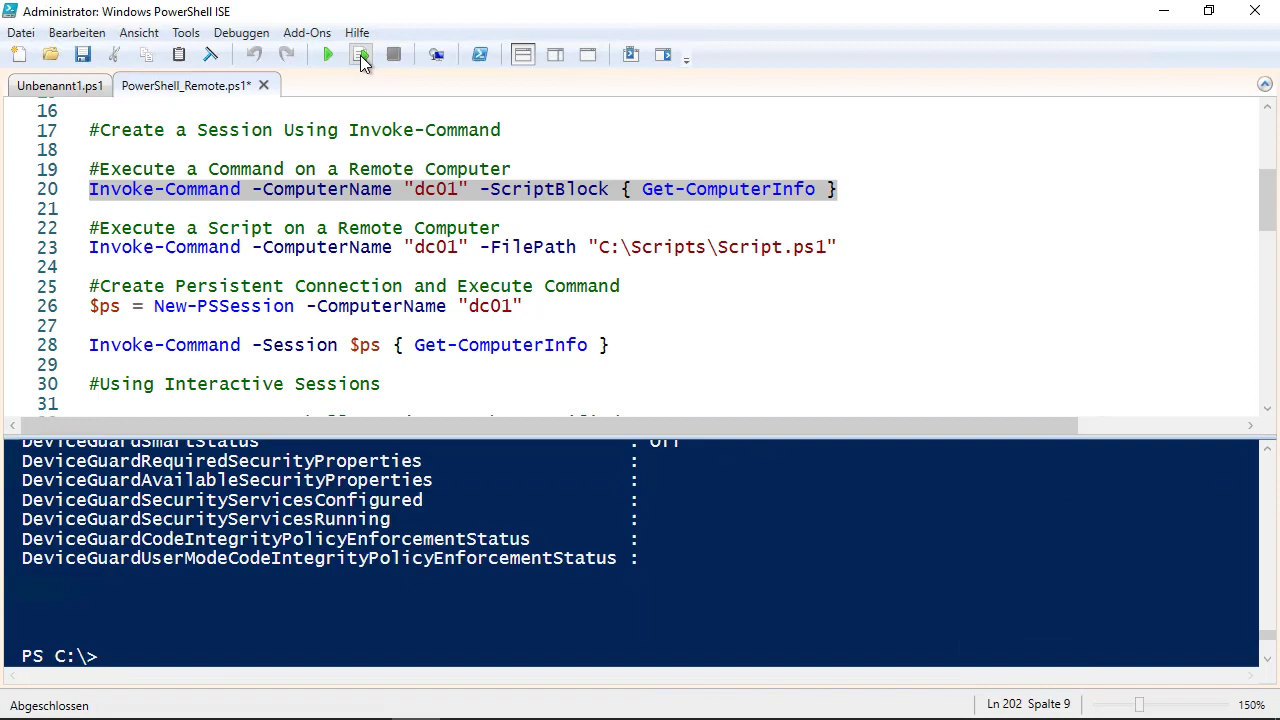 Administrator: Windows PowerShell ISE
Datei Bearbeiten Ansicht Tools Debuggen Add-Ons Hilfe
Unbenannt1.ps1 PowerShell_Remote.ps1*
16
17 #Create a Session Using Invoke-Command
18
19 #Execute a Command on a Remote Computer
20 Invoke-Command -ComputerName "dc01" -ScriptBlock { Get-ComputerInfo }
21
22 #Execute a Script on a Remote Computer
23 Invoke-Command -ComputerName "dc01" -FilePath "C:\Scripts\Script.ps1"
24
25 #Create Persistent Connection and Execute Command
26 $ps = New-PSSession -ComputerName "dc01"
27
28 Invoke-Command -Session $ps { Get-ComputerInfo }
29
30 #Using Interactive Sessions
31
DeviceGuardSmartStatus : Off
DeviceGuardRequiredSecurityProperties :
DeviceGuardAvailableSecurityProperties :
DeviceGuardSecurityServicesConfigured :
DeviceGuardSecurityServicesRunning :
DeviceGuardCodeIntegrityPolicyEnforcementStatus :
DeviceGuardUserModeCodeIntegrityPolicyEnforcementStatus :
PS C:\>
Abgeschlossen Ln 202 Spalte 9 150%